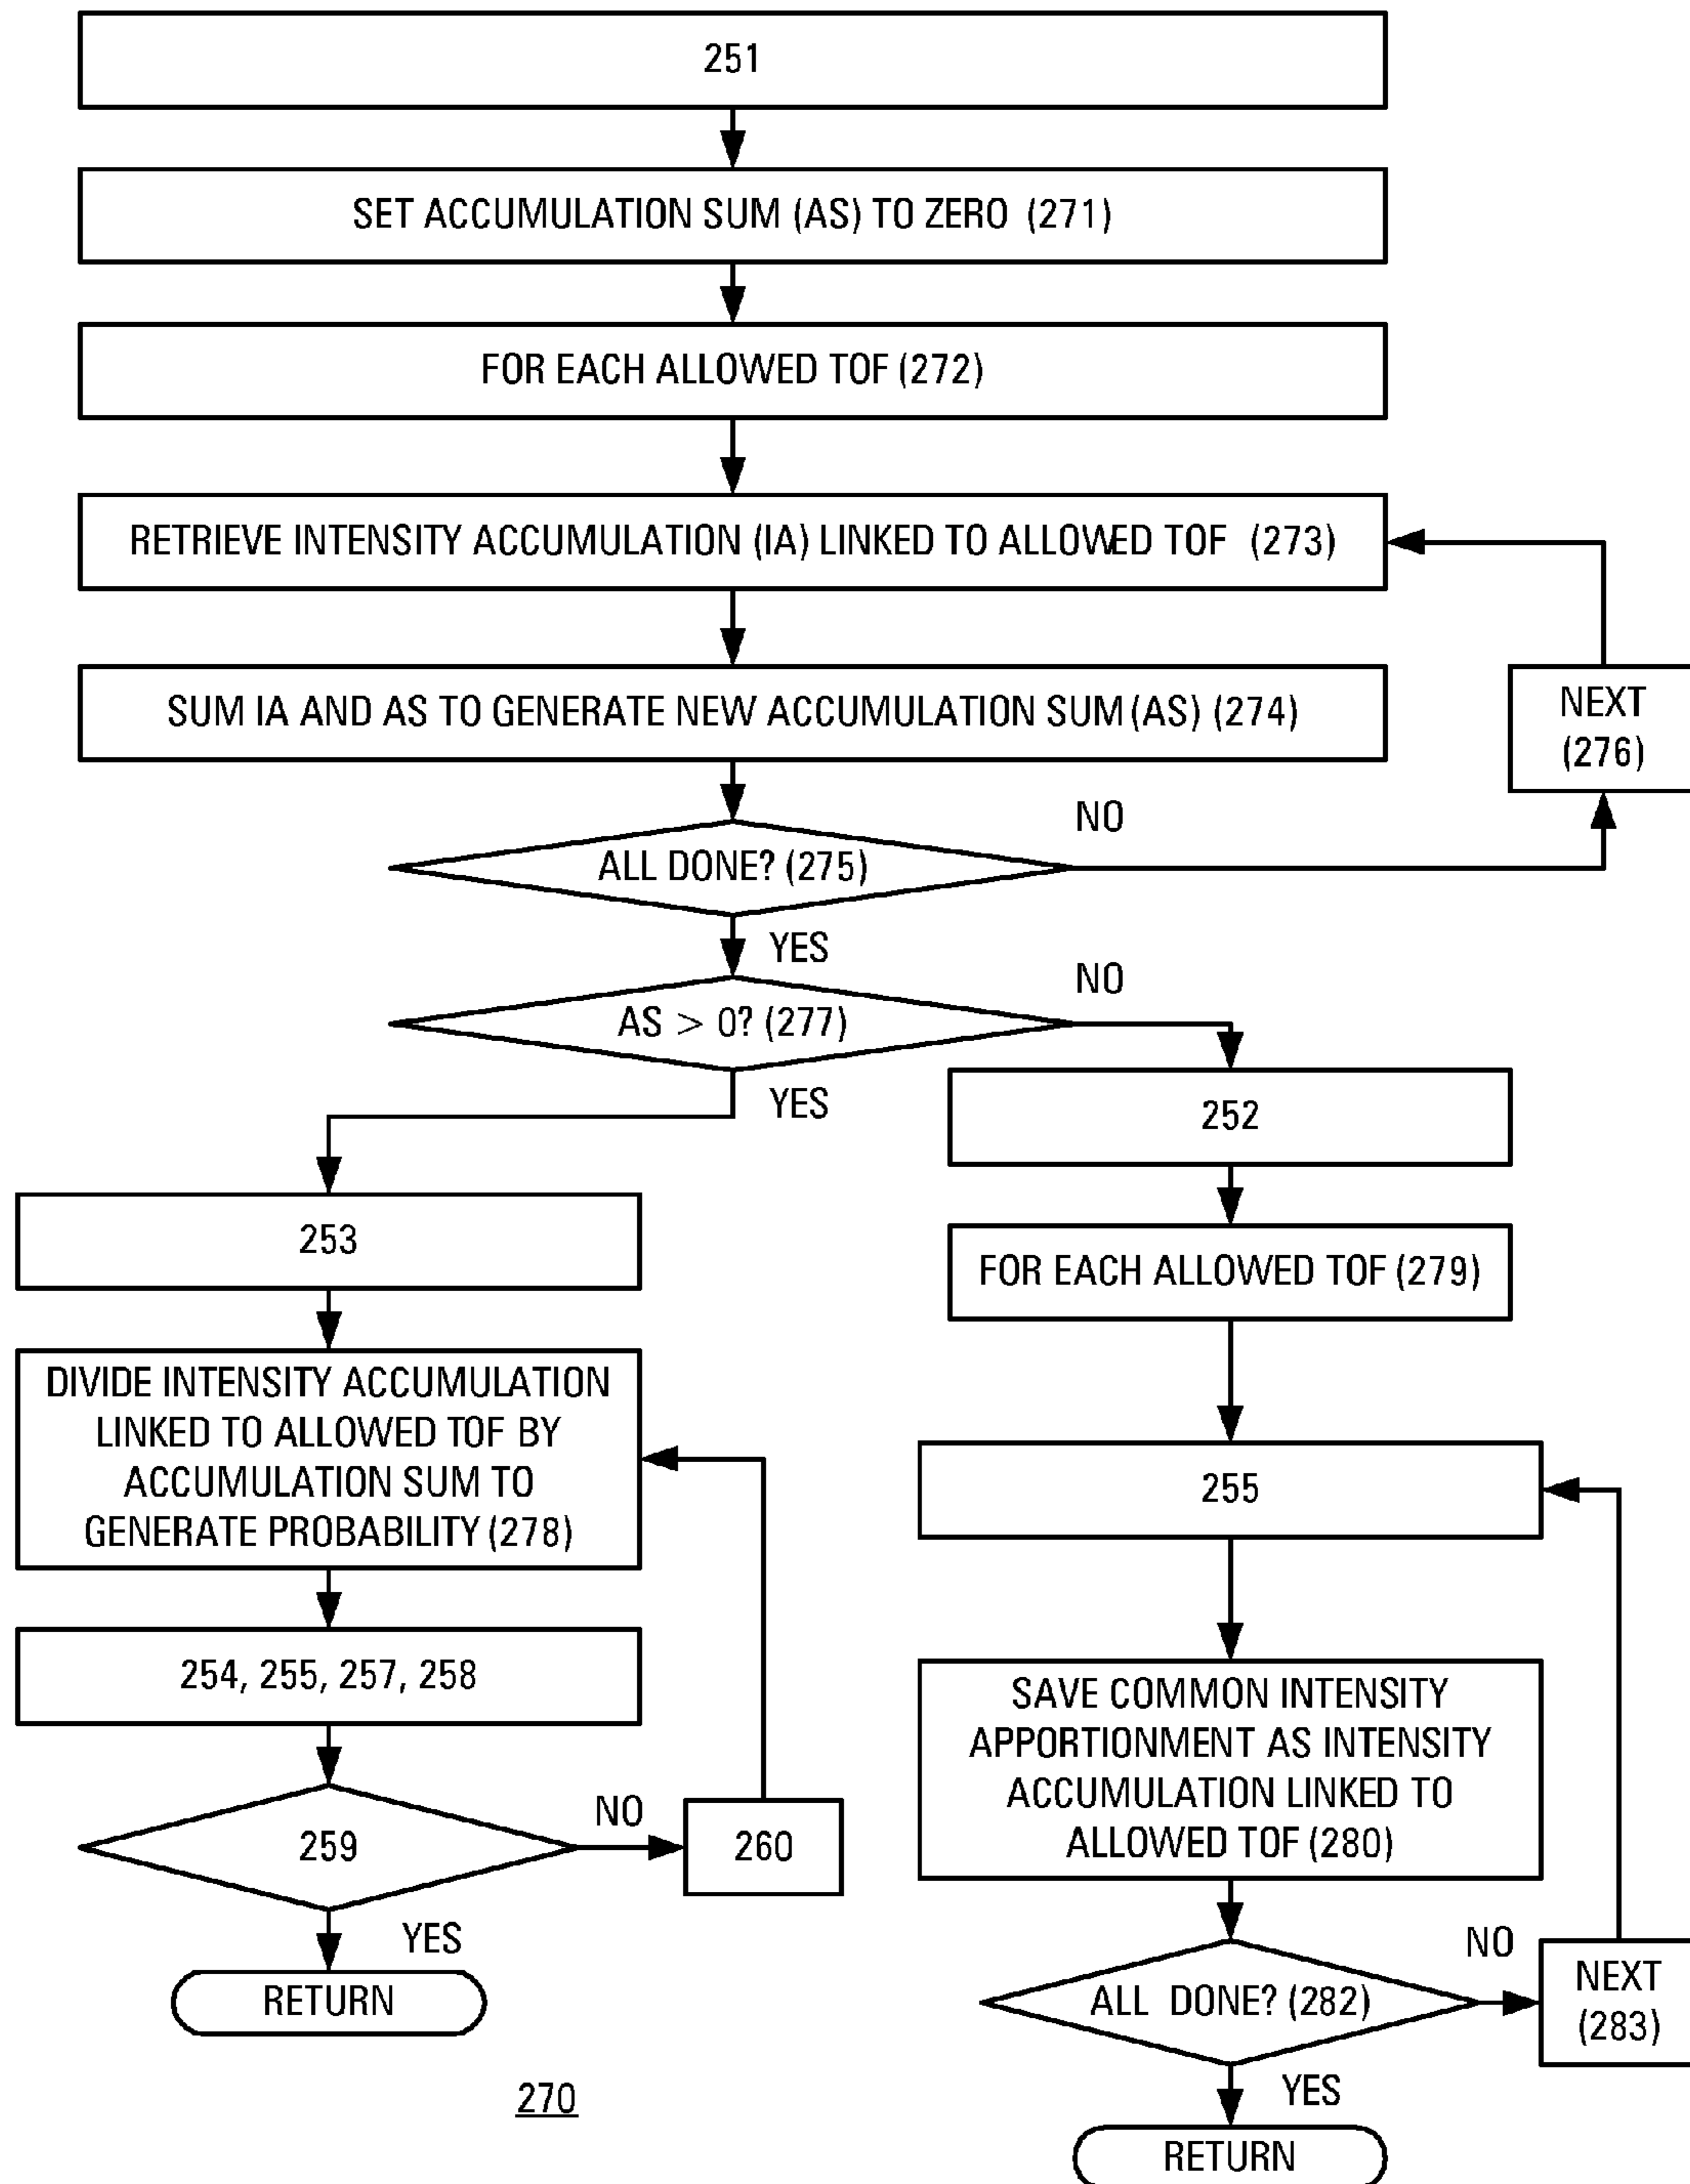 251
SET ACCUMULATION SUM (AS) TO ZERO (271)
FOR EACH ALLOWED TOF (272)
RETRIEVE INTENSITY ACCUMULATION (IA) LINKED TO ALLOWED TOF (273)
SUM IA AND AS TO GENERATE NEW ACCUMULATION SUM (AS) (274)
NEXT
(276)
NO
ALL DONE? (275)
YES
NO
AS > 0? (277)
YES
252
253
FOR EACH ALLOWED TOF (279)
DIVIDE INTENSITY ACCUMULATION
LINKED TO ALLOWED TOF BY
ACCUMULATION SUM TO
GENERATE PROBABILITY (278)
255
254, 255, 257, 258
SAVE COMMON INTENSITY
APPORTIONMENT AS INTENSITY
ACCUMULATION LINKED TO
ALLOWED TOF (280)
NO
259
260
YES
RETURN
NO
ALL DONE? (282)
NEXT
(283)
YES
270
RETURN